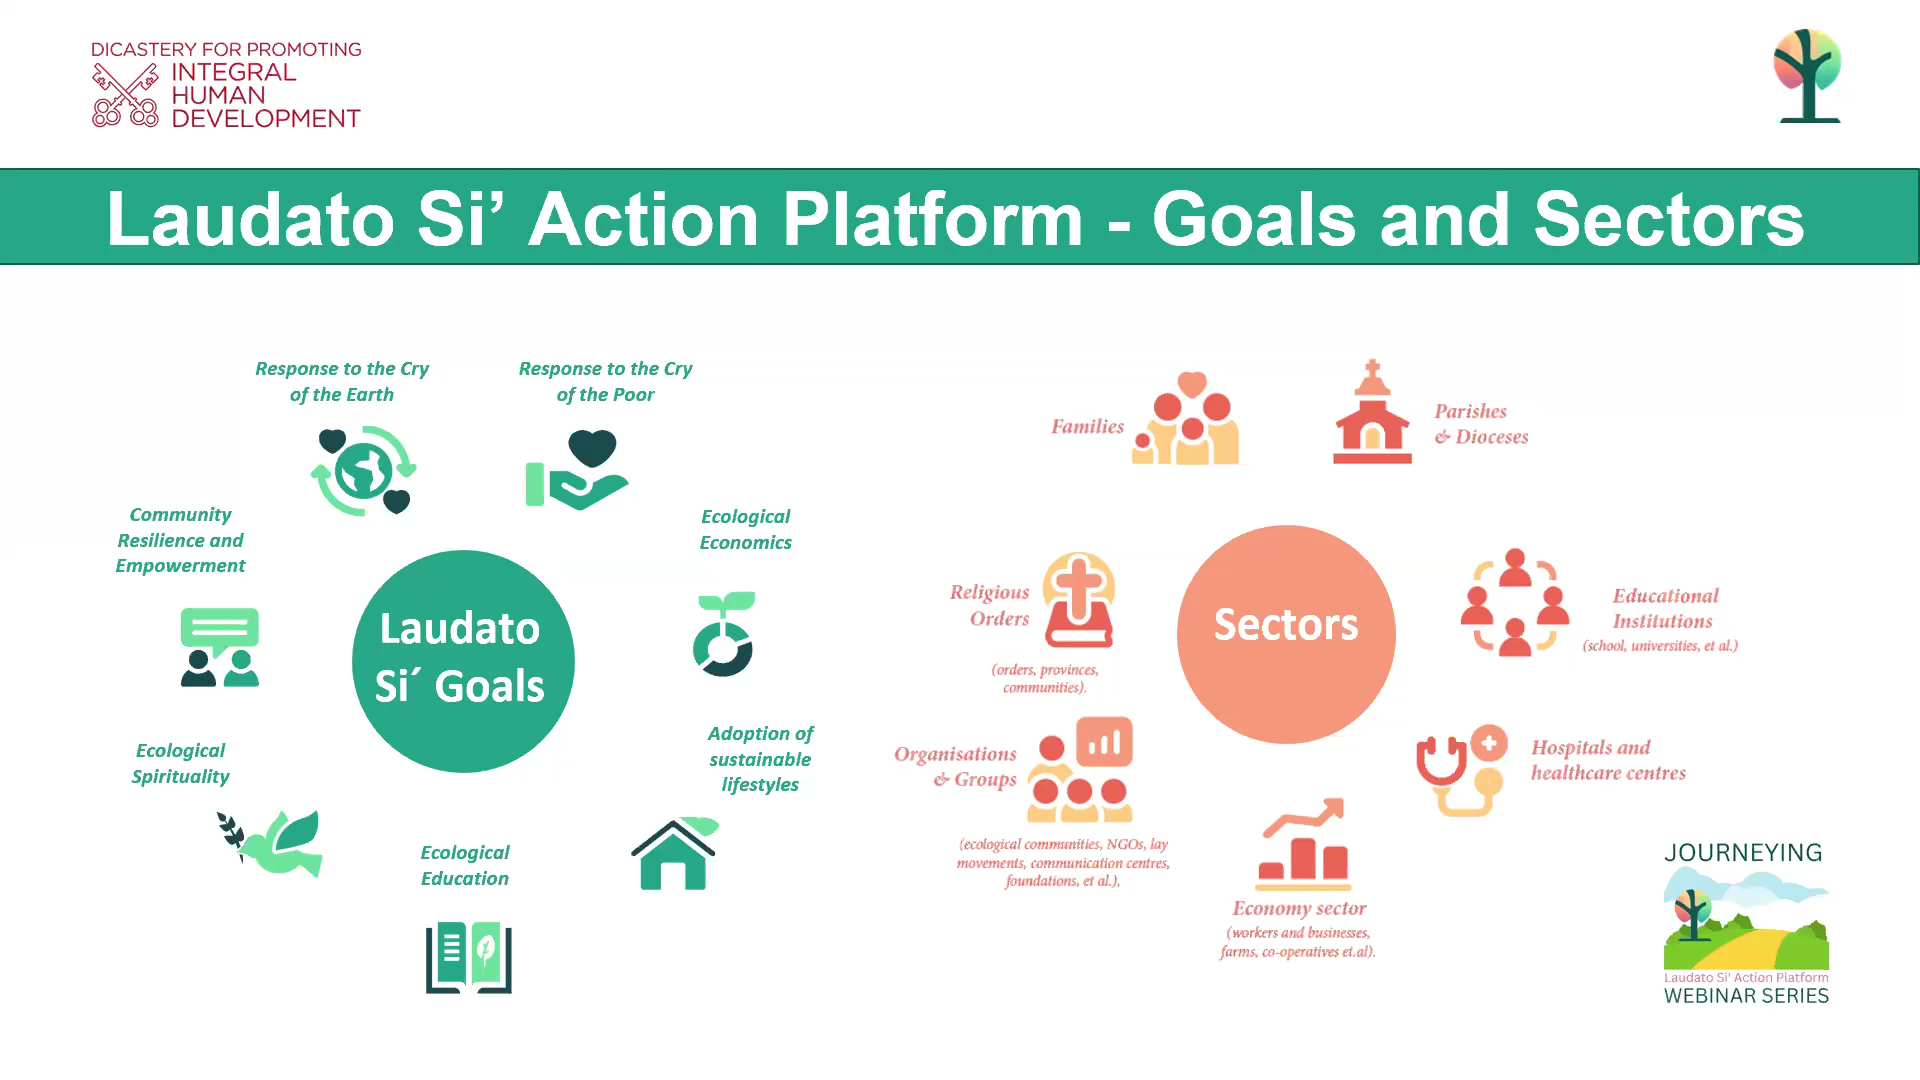 DICASTERY FOR PROMOTING
INTEGRAL
HUMAN
DEVELOPMENT
Laudato Si’ Action Platform - Goals and Sectors
Response to the Cry
of the Earth
Response to the Cry
of the Poor
Community
Resilience and
Empowerment
Ecological
Economics
Laudato
Si´ Goals
Ecological
Spirituality
Adoption of
sustainable
lifestyles
Ecological
Education
Families
Parishes
& Dioceses
Religious
Orders
(orders, provinces,
communities).
Sectors
Educational
Institutions
(school, universities, et al.)
Organisations
& Groups
(ecological communities, NGOs, lay
movements, communication centres,
foundations, et al.),
Hospitals and
healthcare centres
Economy sector
(workers and businesses,
farms, co-operatives et.al).
JOURNEYING
Laudato Si' Action Platform
WEBINAR SERIES